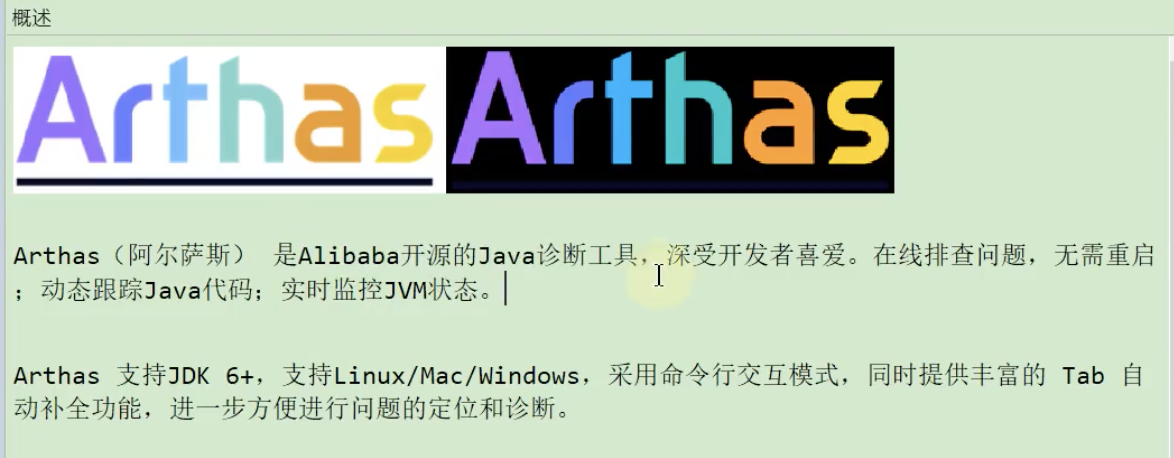 概述
Arthas Arthas
Arthas（阿尔萨斯） 是Alibaba开源的Java诊断工具，深受开发者喜爱。在线排查问题，无需重启
；动态跟踪Java代码；实时监控JVM状态。
Arthas 支持JDK 6+，支持Linux/Mac/Windows，采用命令行交互模式，同时提供丰富的 Tab 自
动补全功能，进一步方便进行问题的定位和诊断。